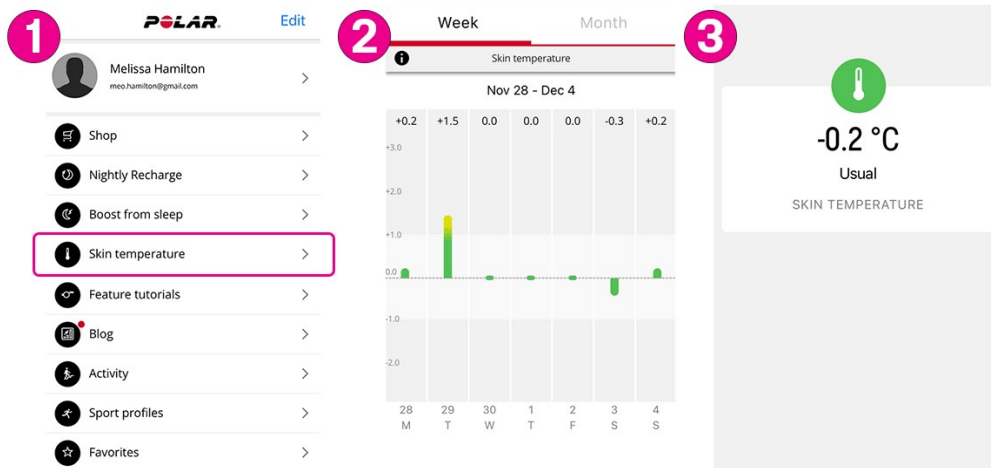 1
POLAR.
Edit
Melissa Hamilton
meo.hamilton@gmail.com
Shop
Nightly Recharge
Boost from sleep
Skin temperature
Feature tutorials
Blog
Activity
Sport profiles
Favorites
2
Week Month
Skin temperature
Nov 28 - Dec 4
+0.2 +1.5 0.0 0.0 0.0 -0.3 +0.2
+3.0
+2.0
+1.0
0.0
-1.0
-2.0
28 29 30 1 2 3 4
M T W T F S S
3
-0.2 °C
Usual
SKIN TEMPERATURE